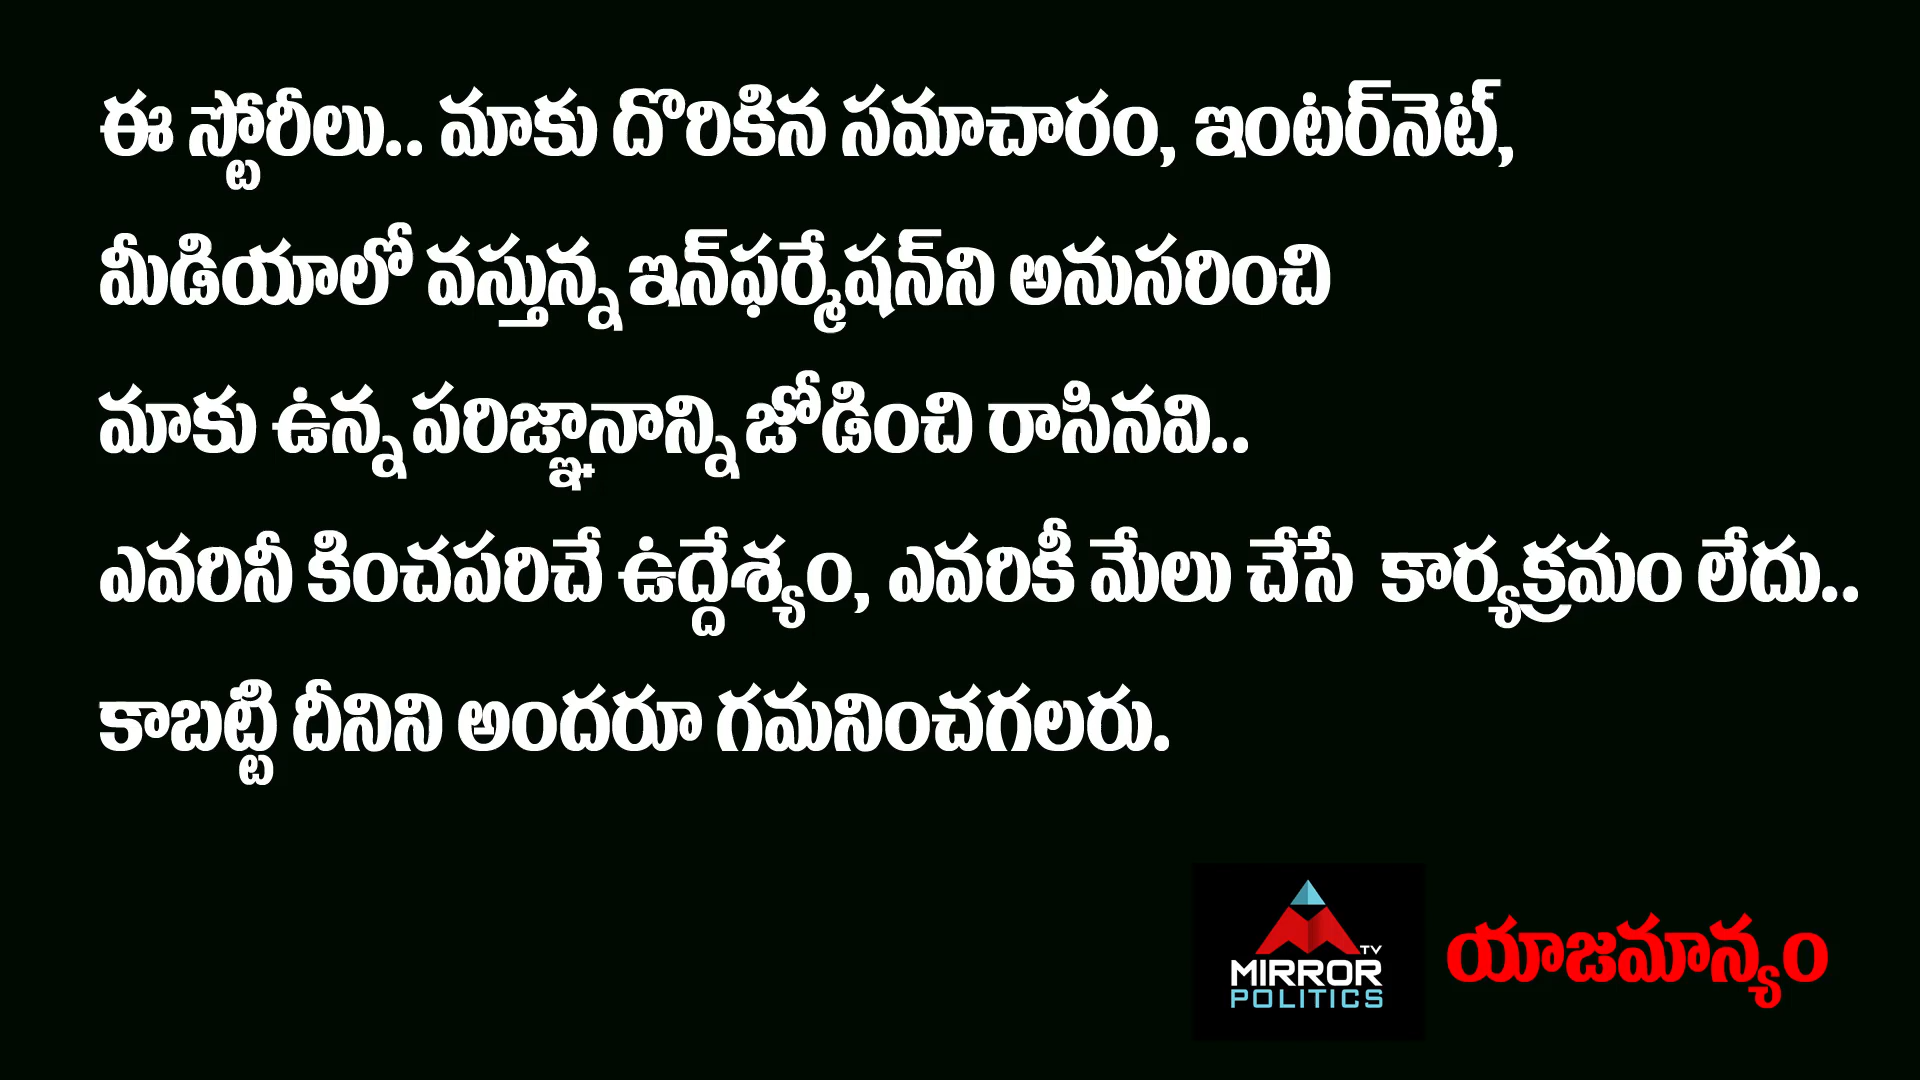 ఈ స్టోరీలు.. మాకు దొరికిన సమాచారం, ఇంటర్‌నెట్,
మీడియాలో వస్తున్న ఇన్‌ఫర్మేషన్‌ని అనుసరించి
మాకు ఉన్న పరిజ్ఞానాన్ని జోడించి రాసినవి..
ఎవరినీ కించపరిచే ఉద్దేశ్యం, ఎవరికీ మేలు చేసే కార్యక్రమం లేదు..
కాబట్టి దీనిని అందరూ గమనించగలరు.
TV
MIRROR
POLITICS
యాజమాన్యం